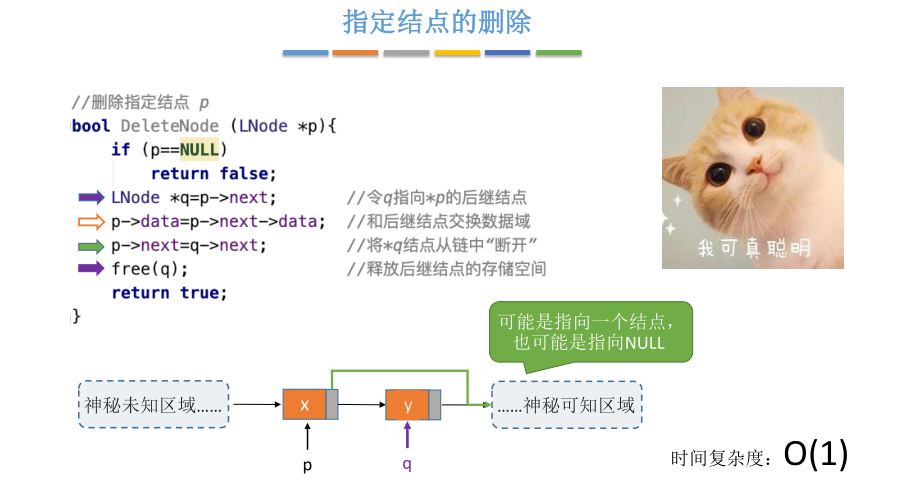 指定结点的删除
//删除指定结点 p
bool DeleteNode (LNode *p){
if (p==NULL)
return false;
LNode *q=p->next; //令q指向*p的后继结点
p->data=p->next->data; //和后继结点交换数据域
p->next=q->next; //将*q结点从链中“断开”
free(q); //释放后继结点的存储空间
return true;
}
我可真聪明
可能是指向一个结点，
也可能是指向NULL
神秘未知区域…… x y ……神秘可知区域
p q
时间复杂度：O(1)